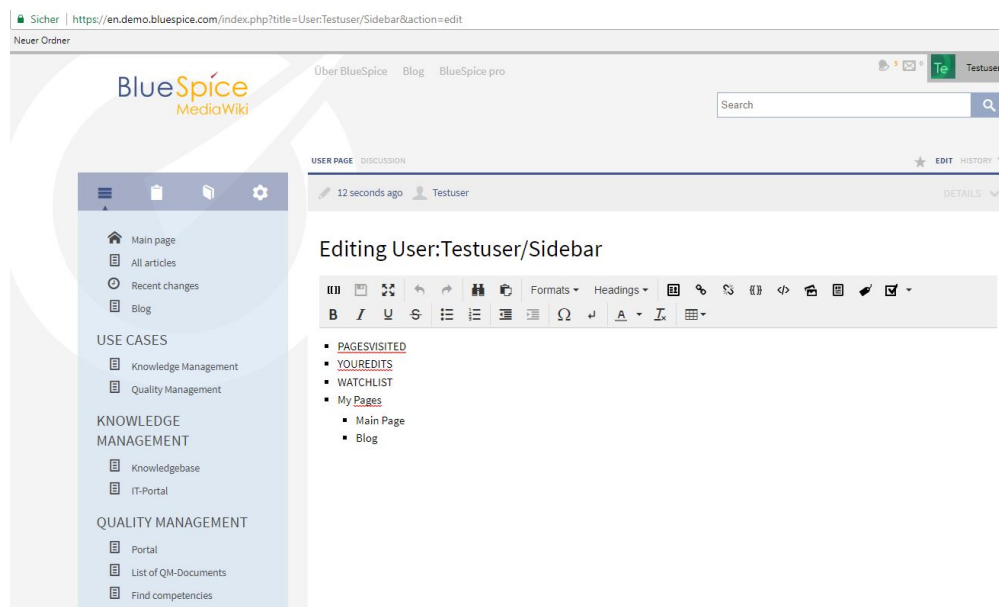 Sicher | https://en.demo.bluespice.com/index.php?title=User:Testuser/Sidebar&action=edit
Neuer Ordner
BlueSpice
MediaWiki
Über BlueSpice Blog BlueSpice pro
Te Testuser
Search
USER PAGE DISCUSSION
EDIT HISTORY
12 seconds ago Testuser
DETAILS
Main page
All articles
Recent changes
Blog
USE CASES
Knowledge Management
Quality Management
KNOWLEDGE
MANAGEMENT
Knowledgebase
IT-Portal
QUALITY MANAGEMENT
Portal
List of QM-Documents
Find competencies
Editing User:Testuser/Sidebar
Formats Headings
B I U S Ω A Tx
PAGESVISITED
YOUREDITS
WATCHLIST
My Pages
Main Page
Blog